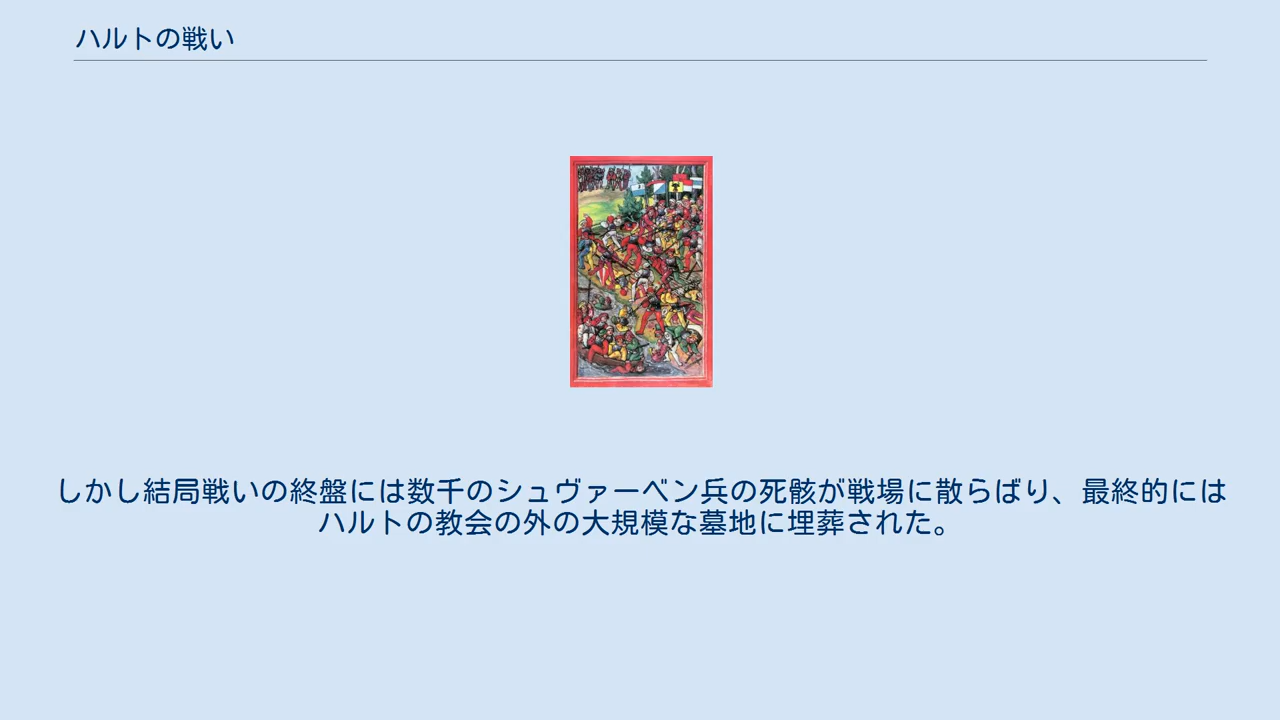 ハルトの戦い
しかし結局戦いの終盤には数千のシュヴァーベン兵の死骸が戦場に散らばり、最終的には
ハルトの教会の外の大規模な墓地に埋葬された。